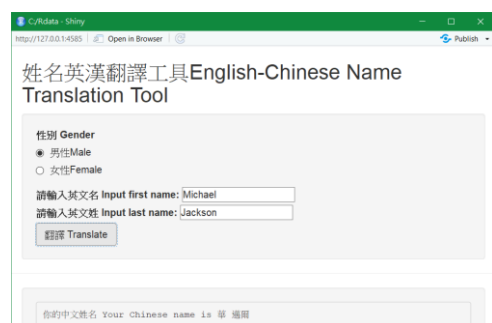 C:/Rdata - Shiny
http://127.0.0.1:4585 Open in Browser Publish
姓名英漢翻譯工具English-Chinese Name
Translation Tool
性別 Gender
男性Male
女性Female
請輸入英文名 Input first name: Michael
請輸入英文姓 Input last name: Jackson
翻譯 Translate
你的中文姓名 Your Chinese name is 華 邁爾